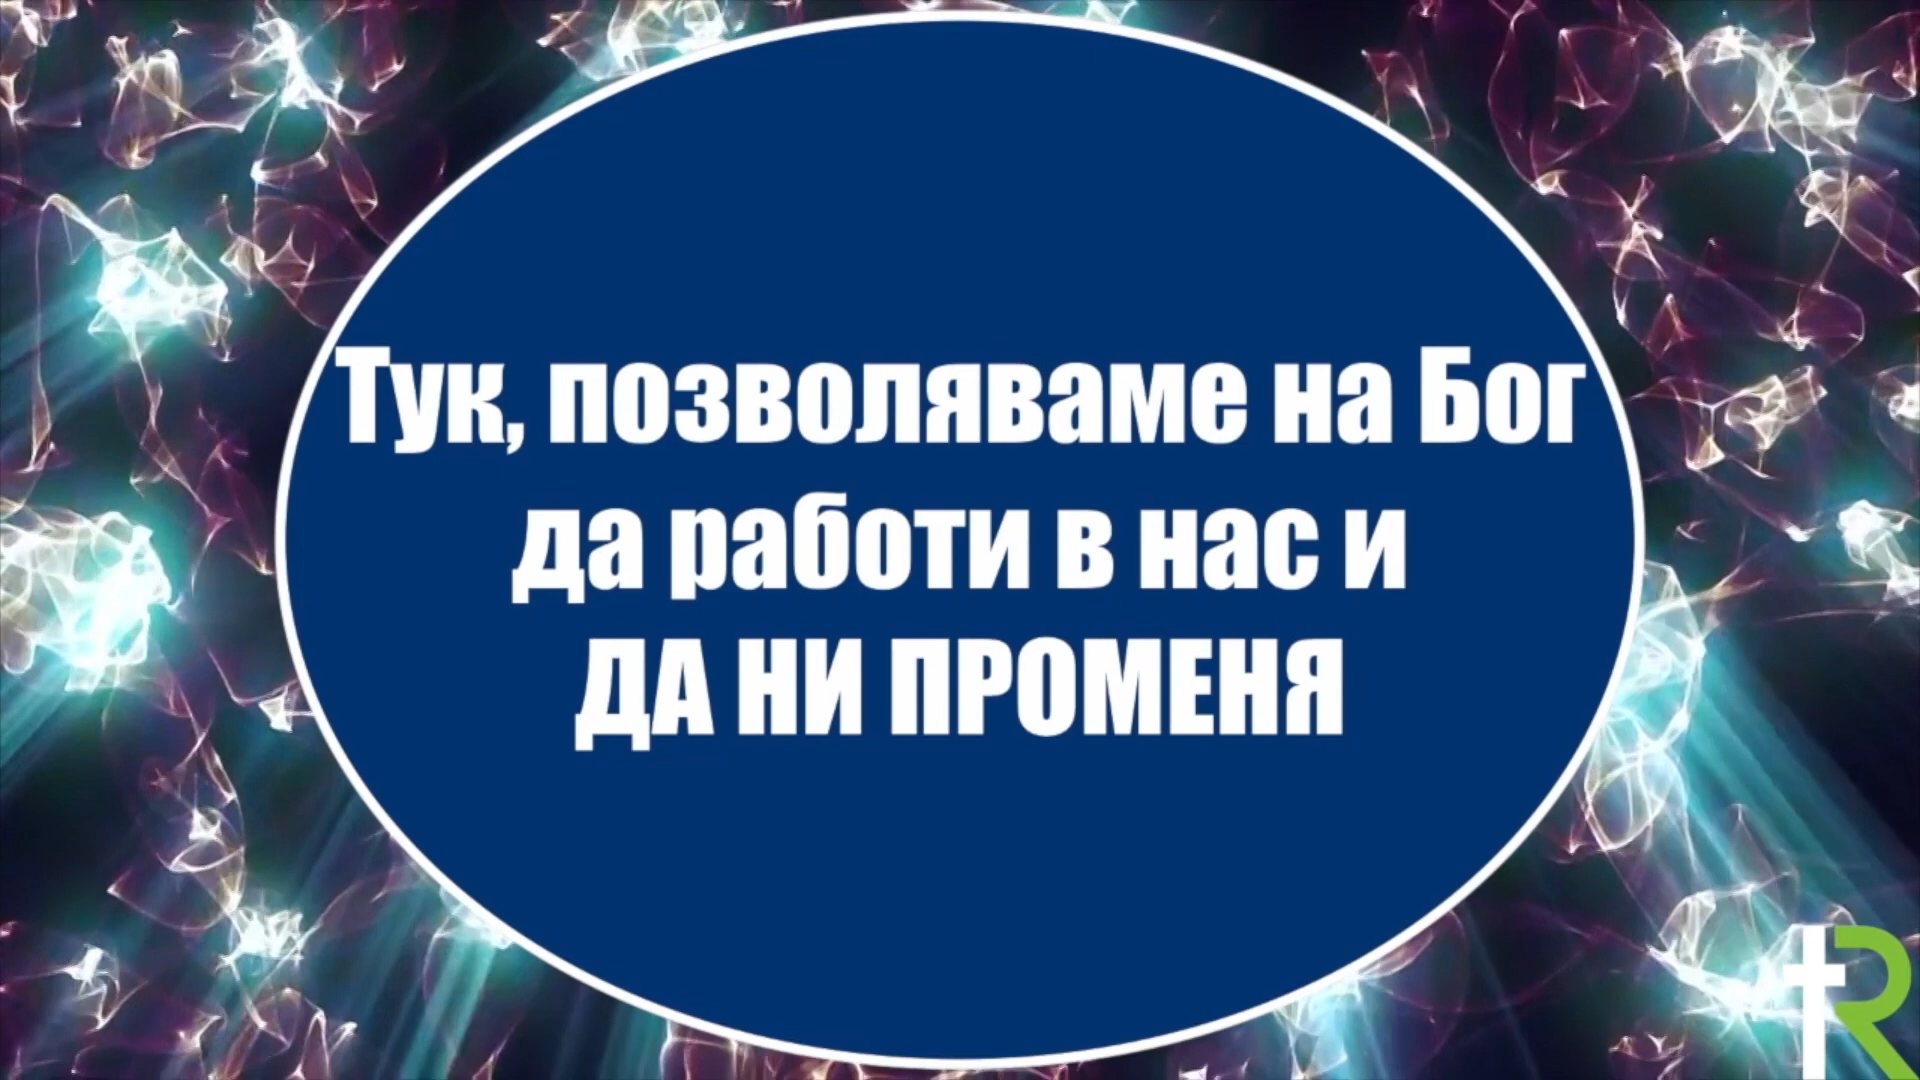 Тук, позволяваме на Бог
да работи в нас и
ДА НИ ПРОМЕНЯ
R